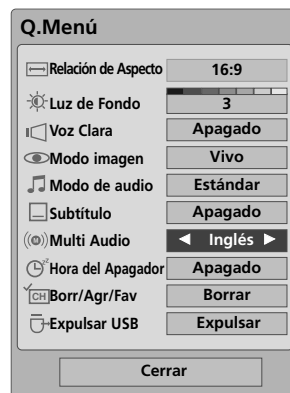 Q.Menú
Relación de Aspecto 16:9
Luz de Fondo 3
Voz Clara Apagado
Modo imagen Vivo
Modo de audio Estándar
Subtítulo Apagado
Multi Audio ◀ Inglés ▶
Hora del Apagador Apagado
CH Borr/Agr/Fav Borrar
Expulsar USB Expulsar
Cerrar